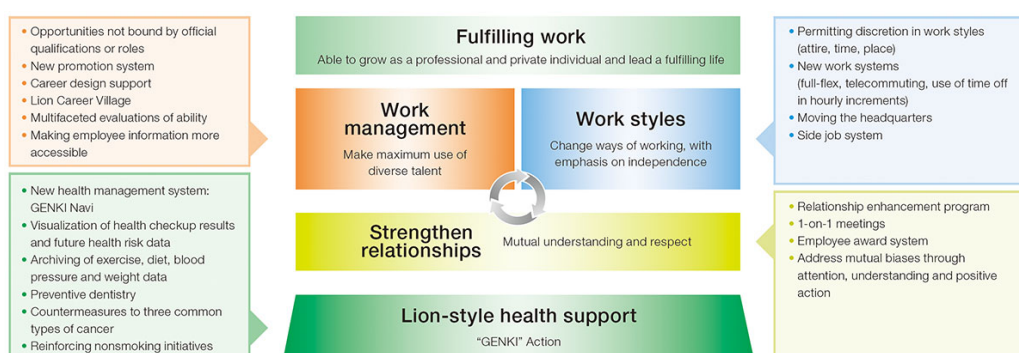 • Opportunities not bound by official
qualifications or roles
• New promotion system
• Career design support
• Lion Career Village
• Multifaceted evaluations of ability
• Making employee information more
accessible
• New health management system:
GENKI Navi
• Visualization of health checkup results
and future health risk data
• Archiving of exercise, diet, blood
pressure and weight data
• Preventive dentistry
• Countermeasures to three common
types of cancer
• Reinforcing nonsmoking initiatives
Fulfilling work
Able to grow as a professional and private individual and lead a fulfilling life
Work
management
Make maximum use of
diverse talent
Work styles
Change ways of working, with
emphasis on independence
Strengthen
relationships
Mutual understanding and respect
Lion-style health support
“GENKI” Action
• Permitting discretion in work styles
(attire, time, place)
• New work systems
(full-flex, telecommuting, use of time off
in hourly increments)
• Moving the headquarters
• Side job system
• Relationship enhancement program
• 1-on-1 meetings
• Employee award system
• Address mutual biases through
attention, understanding and positive
action